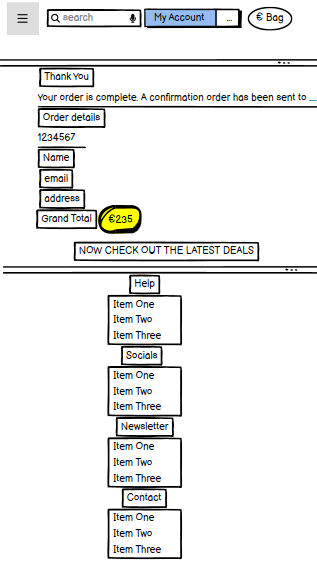 ☰ search My Account ... € Bag
Thank You
Your order is complete. A confirmation order has been sent to ...
Order details
1234567
Name
email
address
Grand Total €235
NOW CHECK OUT THE LATEST DEALS
Help
Item One
Item Two
Item Three
Socials
Item One
Item Two
Item Three
Newsletter
Item One
Item Two
Item Three
Contact
Item One
Item Two
Item Three